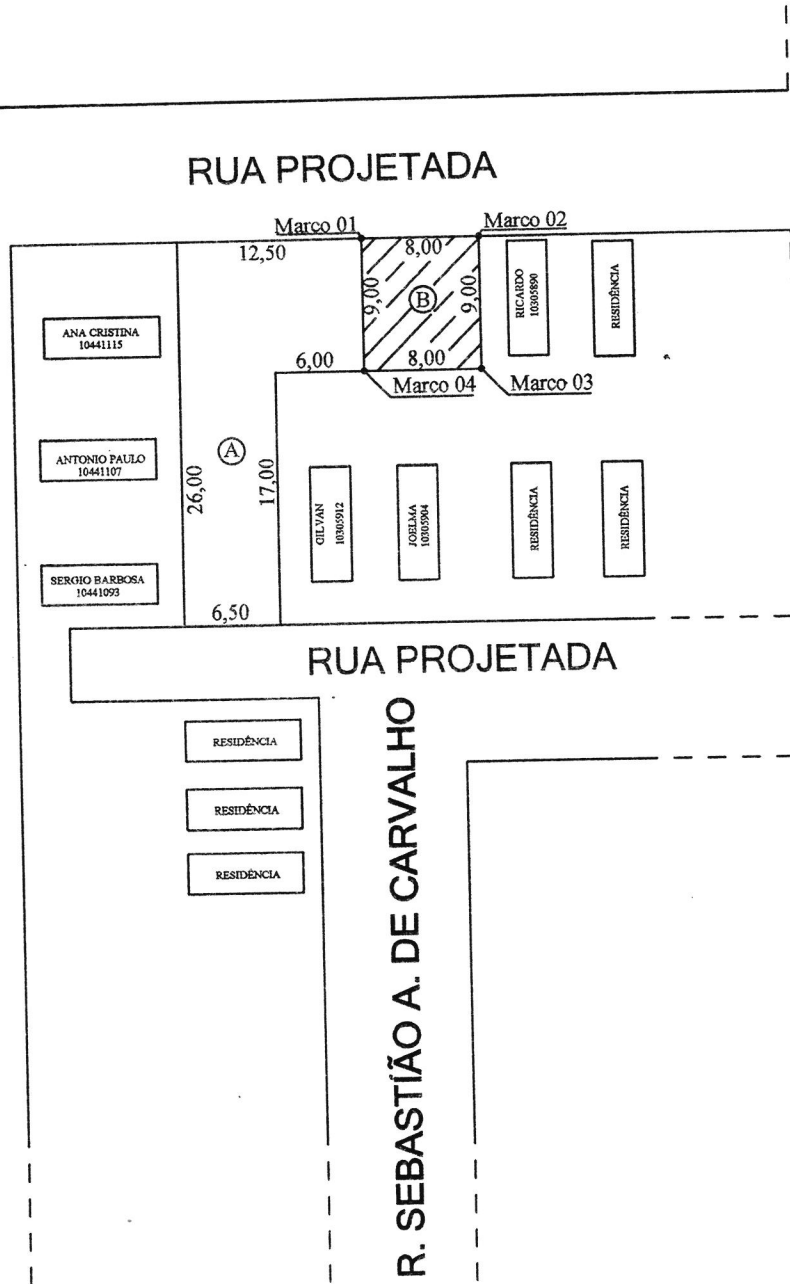 RUA PROJETADA
Marco 01
Marco 02
12,50
8,00
9,00
B
9,00
RICARDO
10305890
RESIDÊNCIA
ANA CRISTINA
10441115
6,00
8,00
Marco 04
Marco 03
A
ANTONIO PAULO
10441107
26,00
17,00
GILVAN
10305912
JOELMA
10305904
RESIDÊNCIA
RESIDÊNCIA
SERGIO BARBOSA
10441093
6,50
RUA PROJETADA
RESIDÊNCIA
RESIDÊNCIA
RESIDÊNCIA
R. SEBASTIÃO A. DE CARVALHO